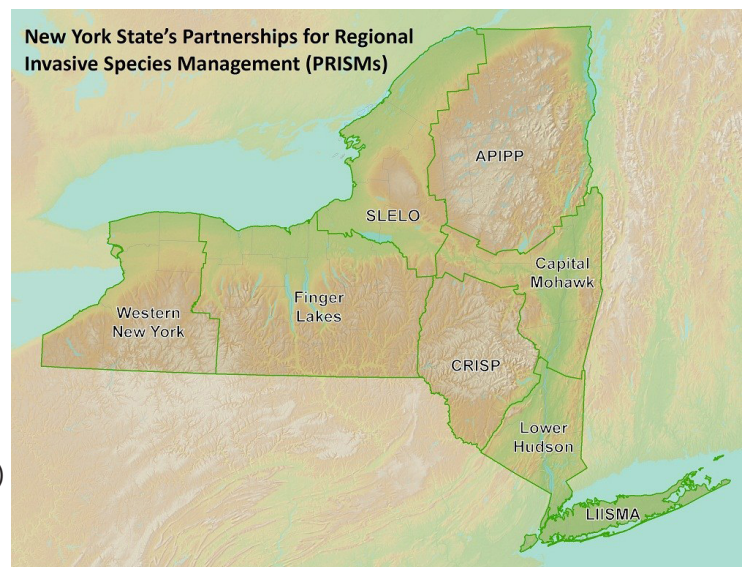 New York State's Partnerships for Regional
Invasive Species Management (PRISMs)
APIPP
SLELO
Capital
Mohawk
Finger
Lakes
Western
New York
CRISP
Lower
Hudson
LIISMA
)